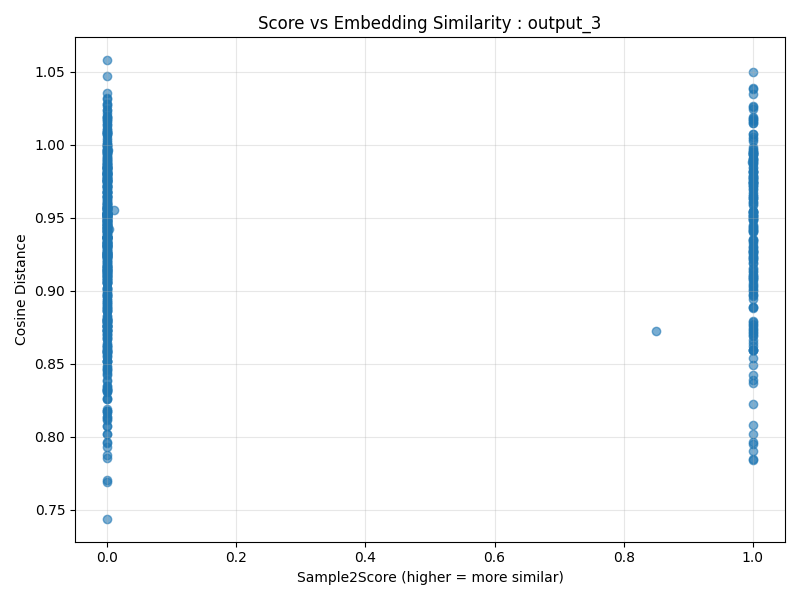 Score vs Embedding Similarity : output_3
Cosine Distance
1.05
1.00
0.95
0.90
0.85
0.80
0.75
0.0 0.2 0.4 0.6 0.8 1.0
Sample2Score (higher = more similar)